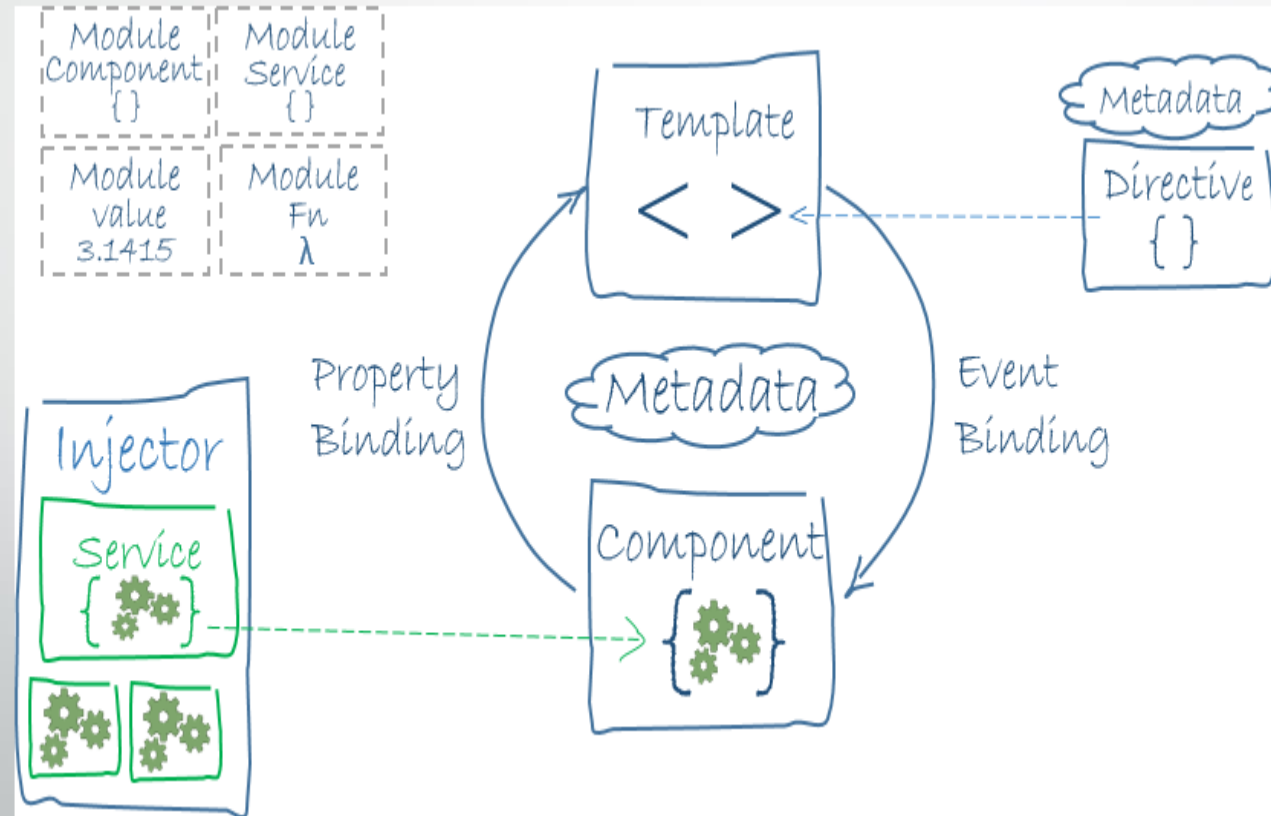 Module
Component
{ }
Module
Service
{ }
Module
value
3.1415
Module
Fn
λ
Template
< >
Metadata
Directive
{ }
Property
Binding
Metadata
Event
Binding
Injector
Service
{ }
Component
{ }